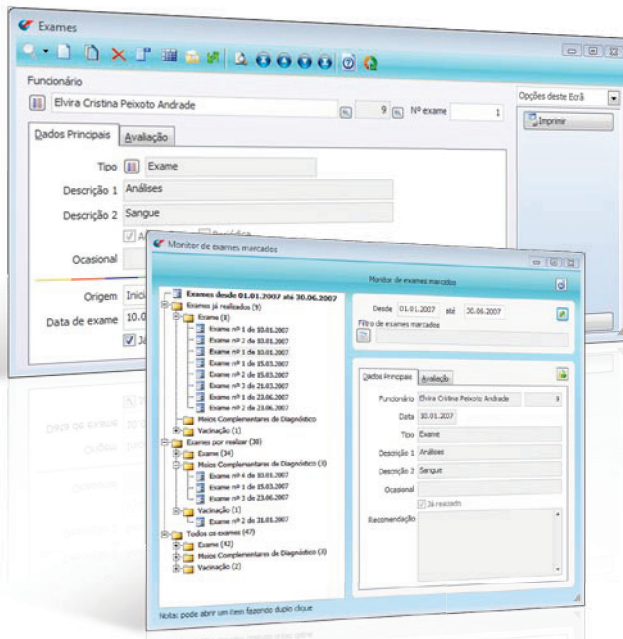 Exames
Funcionário
Elvira Cristina Peixoto Andrade
9
Nº exame
1
Opções deste Ecrã
Imprimir
Dados Principais
Avaliação
Tipo
Exame
Descrição 1
Análises
Descrição 2
Sangue
Ocasional
Origem
Data de exame
Monitor de exames marcados
Monitor de exames marcados
Exames desde 01.01.2007 até 30.06.2007
Exames já realizados (9)
Exame (8)
Exame nº 1 de 10.01.2007
Exame nº 2 de 10.01.2007
Exame nº 1 de 10.01.2007
Exame nº 1 de 15.03.2007
Exame nº 2 de 15.03.2007
Exame nº 3 de 21.03.2007
Exame nº 1 de 23.06.2007
Exame nº 2 de 23.06.2007
Meios Complementares de Diagnóstico
Vacinação (1)
Exames por realizar (38)
Exame (34)
Meios Complementares de Diagnóstico (3)
Exame nº 4 de 10.01.2007
Exame nº 1 de 15.03.2007
Exame nº 3 de 23.06.2007
Vacinação (1)
Exame nº 2 de 31.01.2007
Todos os exames (47)
Exame (42)
Meios Complementares de Diagnóstico (3)
Vacinação (2)
Desde 01.01.2007 até 30.06.2007
Filtro de exames marcados
Dados Principais
Avaliação
Funcionário Elvira Cristina Peixoto Andrade 9
Data 10.01.2007
Tipo Exame
Descrição 1 Análises
Descrição 2 Sangue
Ocasional
Já realizado
Recomendação
Nota: pode abrir um item fazendo duplo clique